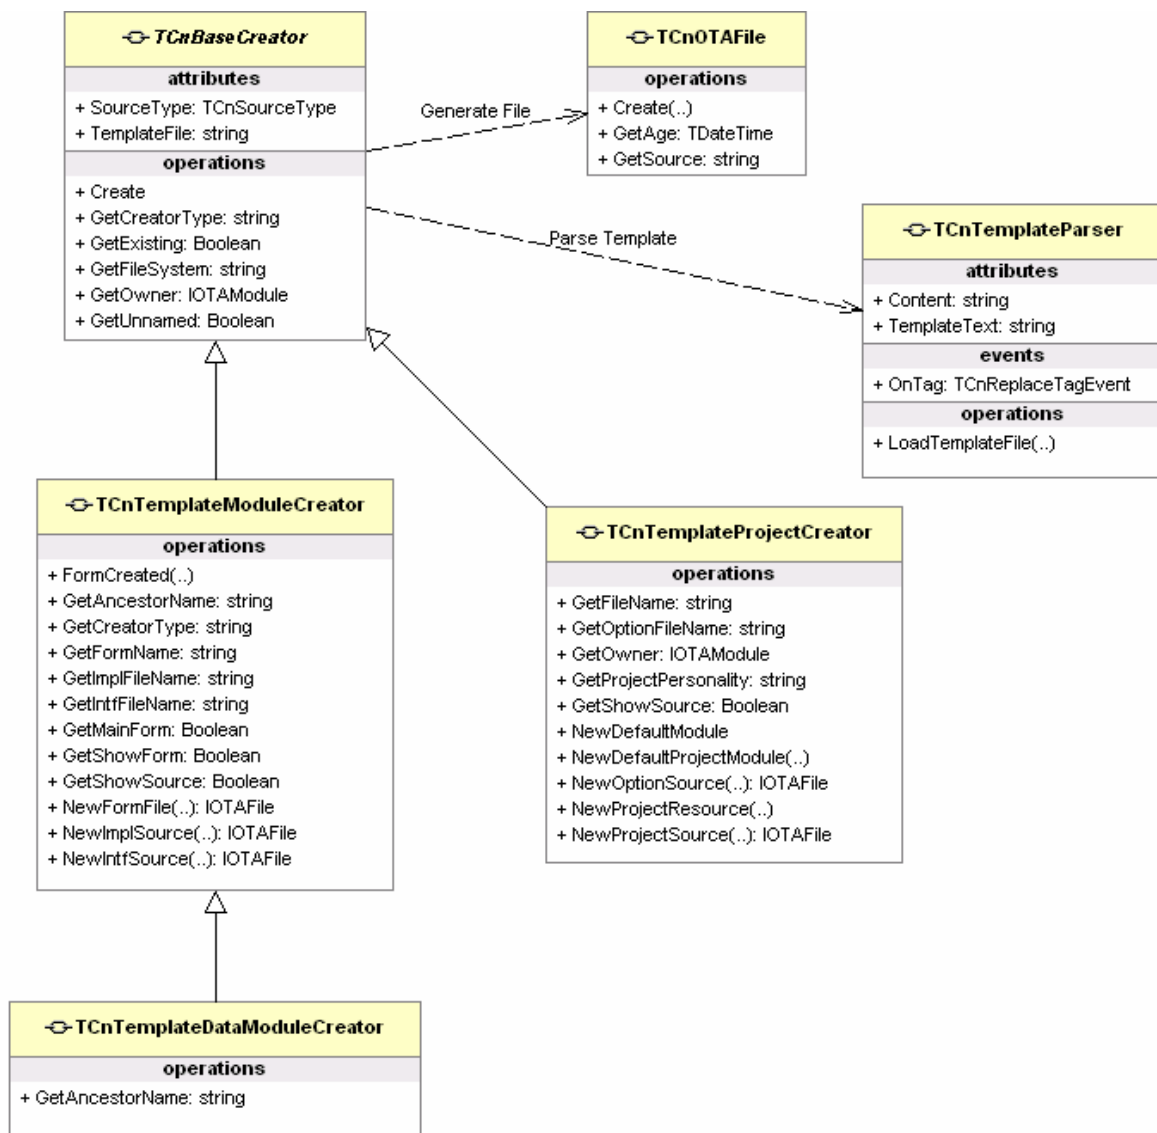 TCnBaseCreator
attributes
+ SourceType: TCnSourceType
+ TemplateFile: string
operations
+ Create
+ GetCreatorType: string
+ GetExisting: Boolean
+ GetFileSystem: string
+ GetOwner: IOTAModule
+ GetUnnamed: Boolean
Generate File
TCnOTAFile
operations
+ Create(..)
+ GetAge: TDateTime
+ GetSource: string
Parse Template
TCnTemplateParser
attributes
+ Content: string
+ TemplateText: string
events
+ OnTag: TCnReplaceTagEvent
operations
+ LoadTemplateFile(..)
TCnTemplateModuleCreator
operations
+ FormCreated(..)
+ GetAncestorName: string
+ GetCreatorType: string
+ GetFormName: string
+ GetImplFileName: string
+ GetIntfFileName: string
+ GetMainForm: Boolean
+ GetShowForm: Boolean
+ GetShowSource: Boolean
+ NewFormFile(..): IOTAFile
+ NewImplSource(..): IOTAFile
+ NewIntfSource(..): IOTAFile
TCnTemplateProjectCreator
operations
+ GetFileName: string
+ GetOptionFileName: string
+ GetOwner: IOTAModule
+ GetProjectPersonality: string
+ GetShowSource: Boolean
+ NewDefaultModule
+ NewDefaultProjectModule(..)
+ NewOptionSource(..): IOTAFile
+ NewProjectResource(..)
+ NewProjectSource(..): IOTAFile
TCnTemplateDataModuleCreator
operations
+ GetAncestorName: string